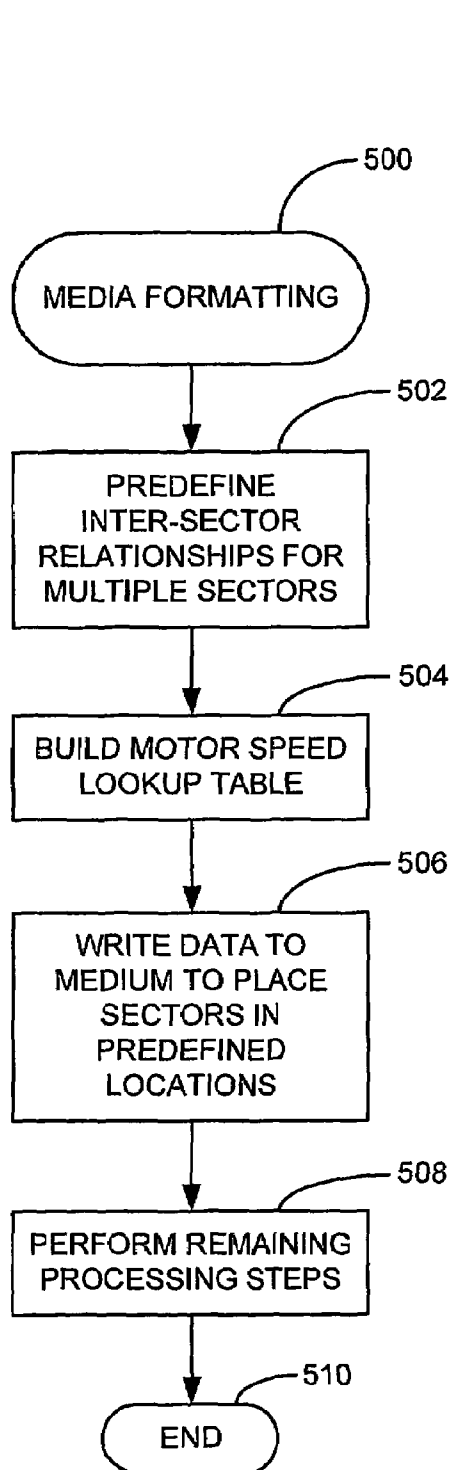 500
MEDIA FORMATTING
502
PREDEFINE
INTER-SECTOR
RELATIONSHIPS FOR
MULTIPLE SECTORS
504
BUILD MOTOR SPEED
LOOKUP TABLE
506
WRITE DATA TO
MEDIUM TO PLACE
SECTORS IN
PREDEFINED
LOCATIONS
508
PERFORM REMAINING
PROCESSING STEPS
510
END